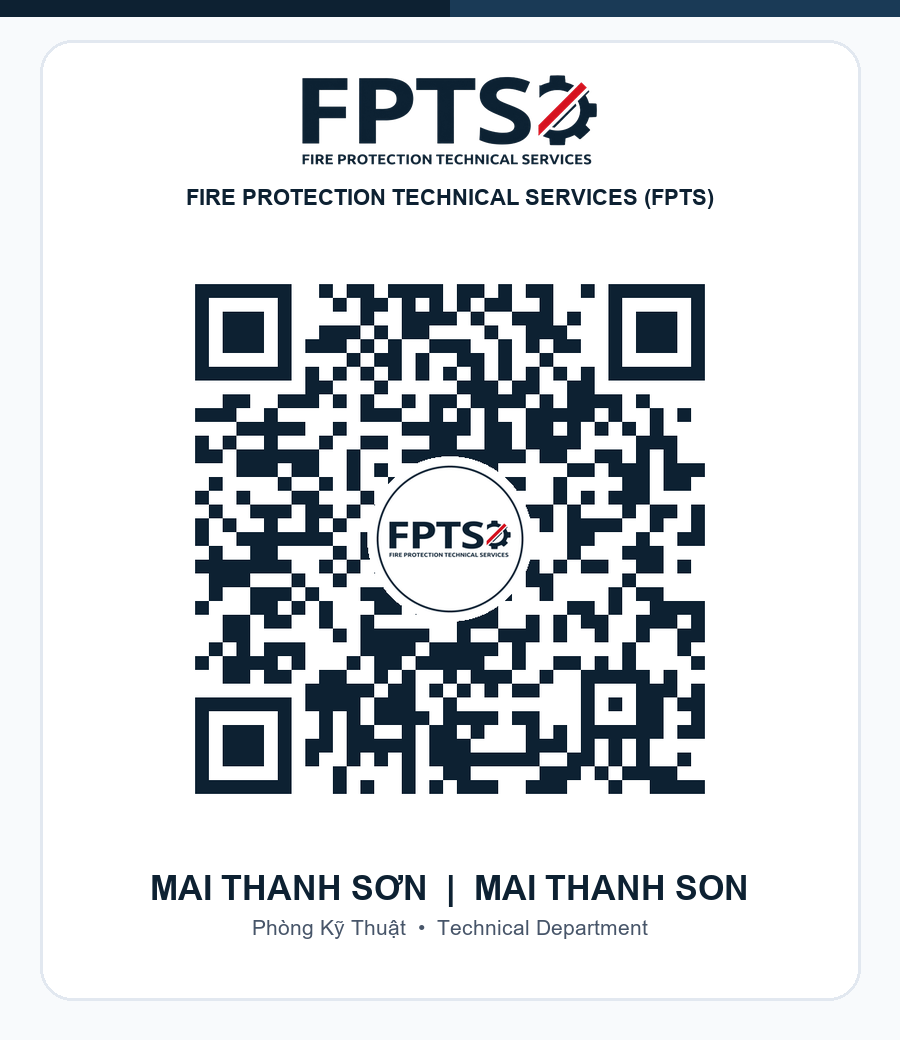 FPTS
FIRE PROTECTION TECHNICAL SERVICES
FIRE PROTECTION TECHNICAL SERVICES (FPTS)
FPTS
FIRE PROTECTION TECHNICAL SERVICES
MAI THANH SƠN | MAI THANH SON
Phòng Kỹ Thuật • Technical Department